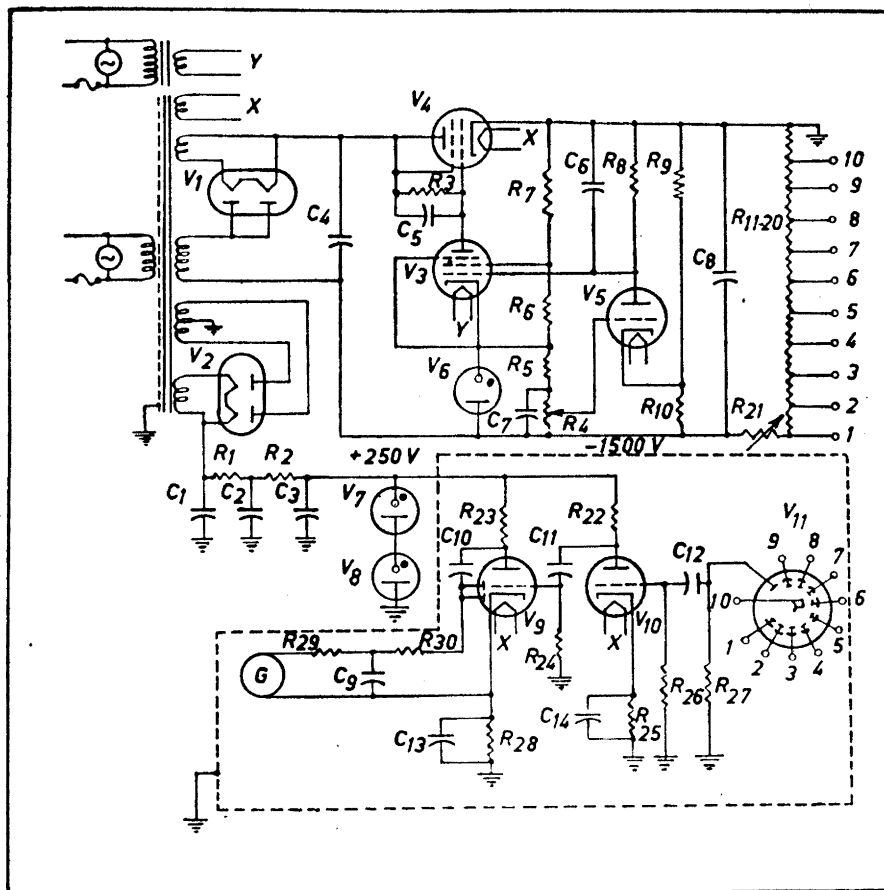 Y
X
V4
X
V1
C4
R3
C5
R7
C6
R8
R9
R11-20
10
9
8
7
6
5
4
3
2
1
V3
Y
V5
C8
R6
V2
V6
R5
C7
R4
R10
R21
-1500 V
+250 V
R1
R2
C1
C2
C3
V7
V8
R23
R22
C10
C11
C12
V11
V9
X
V10
X
9
8
7
10
6
5
1
2
3
4
R29
R30
G
C9
R24
R26
R27
C13
R28
C14
R25